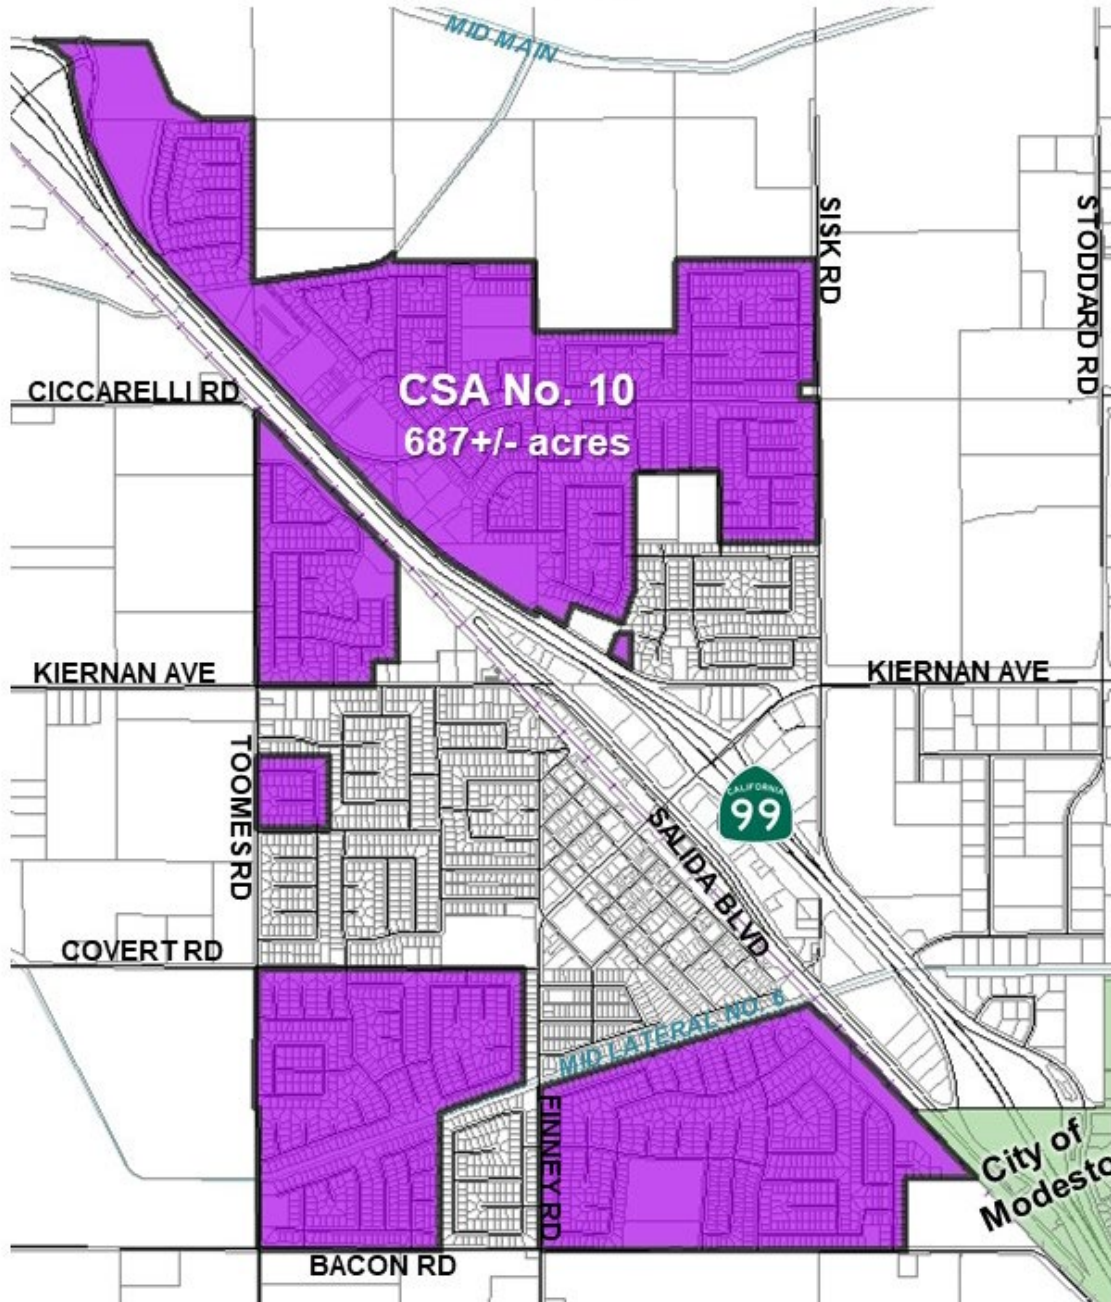 MID MAIN
SISK RD
STODDARD RD
CICCARELLI RD
CSA No. 10
687+/- acres
KIERNAN AVE
KIERNAN AVE
TOOMES RD
CALIFORNIA
99
SALIDA BLVD
COVERT RD
MID LATERAL NO. 6
FINNEY RD
City of
Modesto
BACON RD